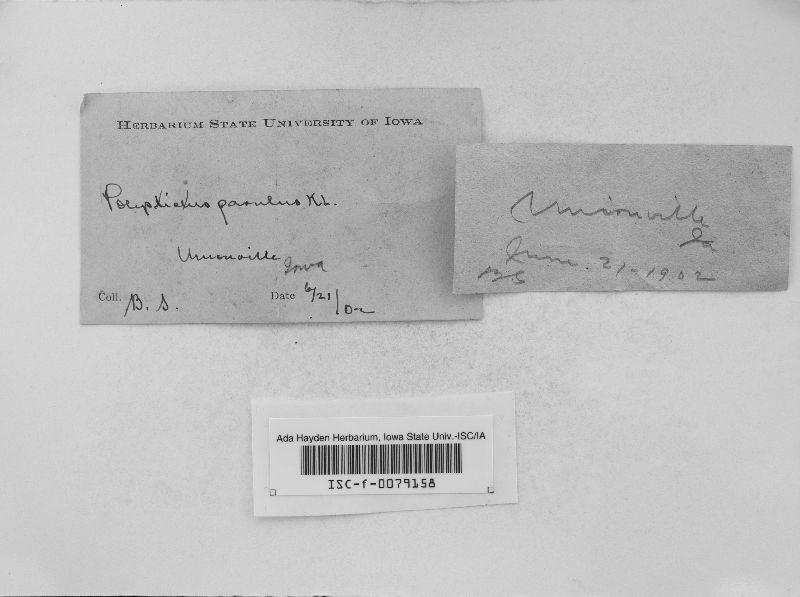 HERBARIUM STATE UNIVERSITY OF IOWA
Polystictus parvulus Kl.
Unionville
Iowa
Coll. B. S.
Date 6/21/02
Unionville
Ia
June. 21-1902
BS
Ada Hayden Herbarium, Iowa State Univ.-ISC/IA
ISC-f-0079158